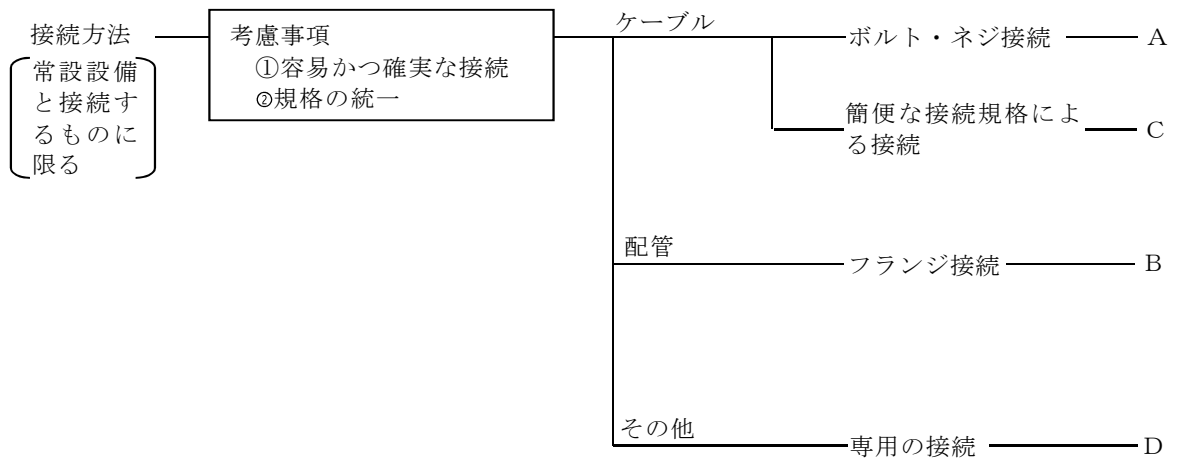 接続方法
常設設備
と接続す
るものに
限る
考慮事項
①容易かつ確実な接続
②規格の統一
ケーブル
ボルト・ネジ接続
A
簡便な接続規格によ
る接続
C
配管
フランジ接続
B
その他
専用の接続
D